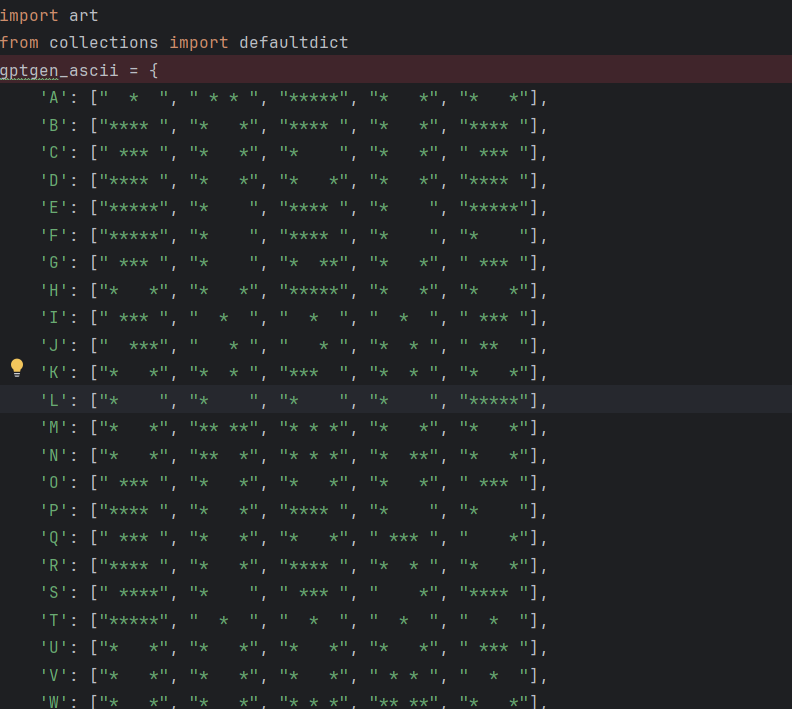 import art
from collections import defaultdict
gptgen_ascii = {
    'A': ["  *  ", " * * ", "*****", "*   *", "*   *"],
    'B': ["**** ", "*   *", "**** ", "*   *", "**** "],
    'C': [" *** ", "*   *", "*    ", "*   *", " *** "],
    'D': ["**** ", "*   *", "*   *", "*   *", "**** "],
    'E': ["*****", "*    ", "**** ", "*    ", "*****"],
    'F': ["*****", "*    ", "**** ", "*    ", "*    "],
    'G': [" *** ", "*    ", "*  **", "*   *", " *** "],
    'H': ["*   *", "*   *", "*****", "*   *", "*   *"],
    'I': [" *** ", "  *  ", "  *  ", "  *  ", " *** "],
    'J': ["  ***", "   * ", "   * ", "*  * ", " **  "],
    'K': ["*   *", "*  * ", "***  ", "*  * ", "*   *"],
    'L': ["*    ", "*    ", "*    ", "*    ", "*****"],
    'M': ["*   *", "** **", "* * *", "*   *", "*   *"],
    'N': ["*   *", "**  *", "* * *", "*  **", "*   *"],
    'O': [" *** ", "*   *", "*   *", "*   *", " *** "],
    'P': ["**** ", "*   *", "**** ", "*    ", "*    "],
    'Q': [" *** ", "*   *", "*   *", " *** ", "    *"],
    'R': ["**** ", "*   *", "**** ", "*  * ", "*   *"],
    'S': [" ****", "*    ", " *** ", "    *", "**** "],
    'T': ["*****", "  *  ", "  *  ", "  *  ", "  *  "],
    'U': ["*   *", "*   *", "*   *", "*   *", " *** "],
    'V': ["*   *", "*   *", "*   *", " * * ", "  *  "],
    'W': ["*   *", "*   *", "* * *", "** **", "*   *"],